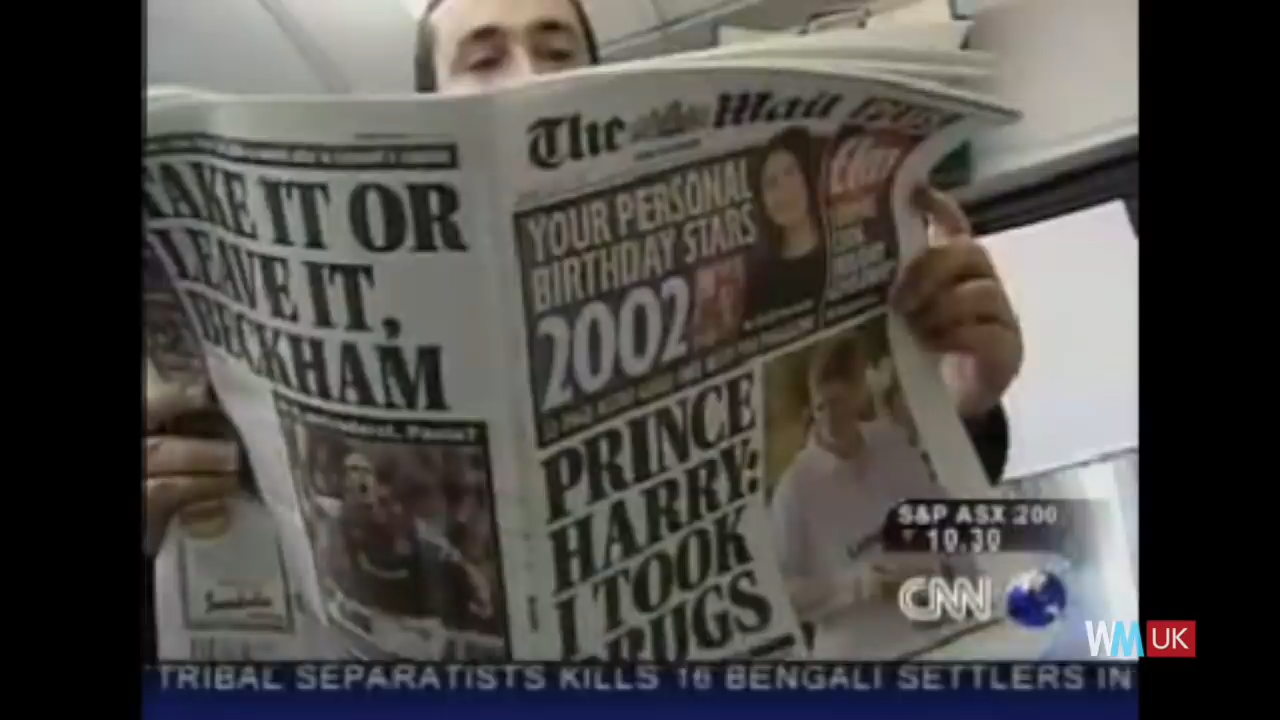 TAKE IT OR
LEAVE IT,
BECKHAM
The Mail
YOUR PERSONAL
BIRTHDAY STARS
2002
PRINCE
HARRY:
I TOOK
DRUGS
S&P ASX 200
10.30
CNN
WM UK
TRIBAL SEPARATISTS KILLS 16 BENGALI SETTLERS IN